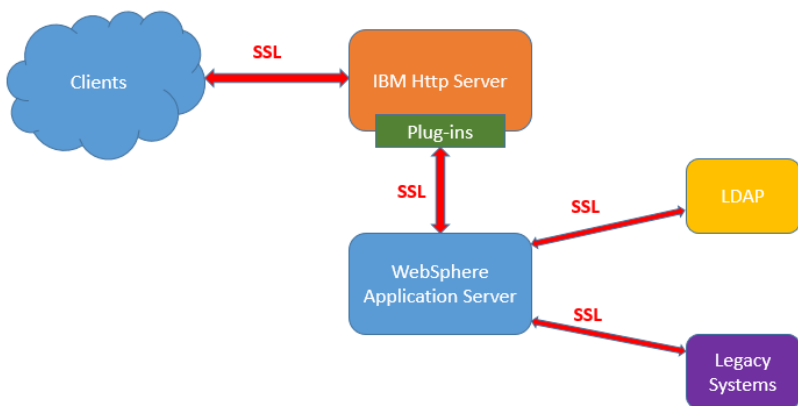 SSL
Clients
IBM Http Server
Plug-ins
SSL
SSL
LDAP
WebSphere
Application Server
SSL
Legacy
Systems